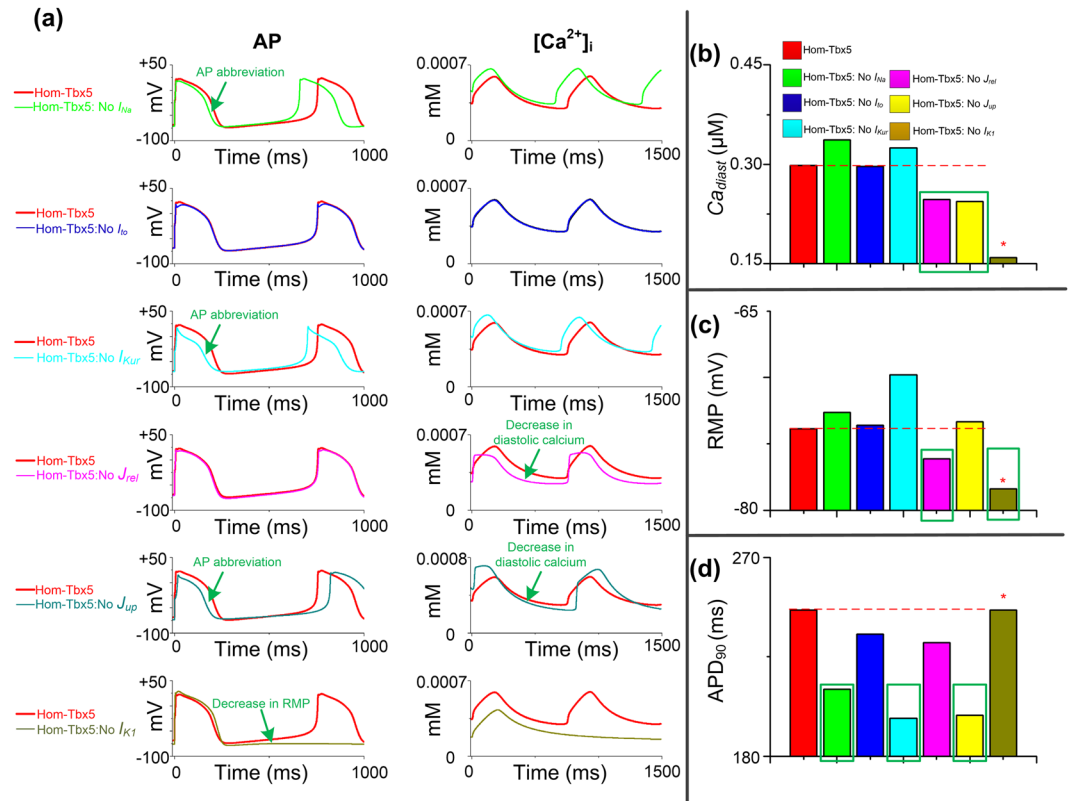 (a)
AP
[Ca2+]i
+50
mV
-100
AP abbreviation
Hom-Tbx5
Hom-Tbx5: No INa
0
Time (ms)
1000
0.0007
mM
0
0
Time (ms)
1500
+50
mV
-100
Hom-Tbx5
Hom-Tbx5:No Ito
0
Time (ms)
1000
0.0007
mM
0
0
Time (ms)
1500
+50
mV
-100
AP abbreviation
Hom-Tbx5
Hom-Tbx5:No IKur
0
Time (ms)
1000
0.0007
mM
0
0
Time (ms)
1500
+50
mV
-100
Hom-Tbx5
Hom-Tbx5:No Jrel
0
Time (ms)
1000
0.0007
mM
0
Decrease in
diastolic calcium
0
Time (ms)
1500
+50
mV
-100
AP abbreviation
Hom-Tbx5
Hom-Tbx5:No Jup
0
Time (ms)
1000
0.0008
mM
0
Decrease in
diastolic calcium
0
Time (ms)
1500
+50
mV
-100
Decrease in RMP
Hom-Tbx5
Hom-Tbx5:No IK1
0
Time (ms)
1000
0.0007
mM
0
0
Time (ms)
1500
(b)
0.45
0.30
0.15
Cadiast (µM)
Hom-Tbx5
Hom-Tbx5: No INa
Hom-Tbx5: No Jrel
Hom-Tbx5: No Ito
Hom-Tbx5: No Jup
Hom-Tbx5: No IKur
Hom-Tbx5: No IK1
*
(c)
-65
-80
RMP (mV)
*
(d)
270
180
APD90 (ms)
*